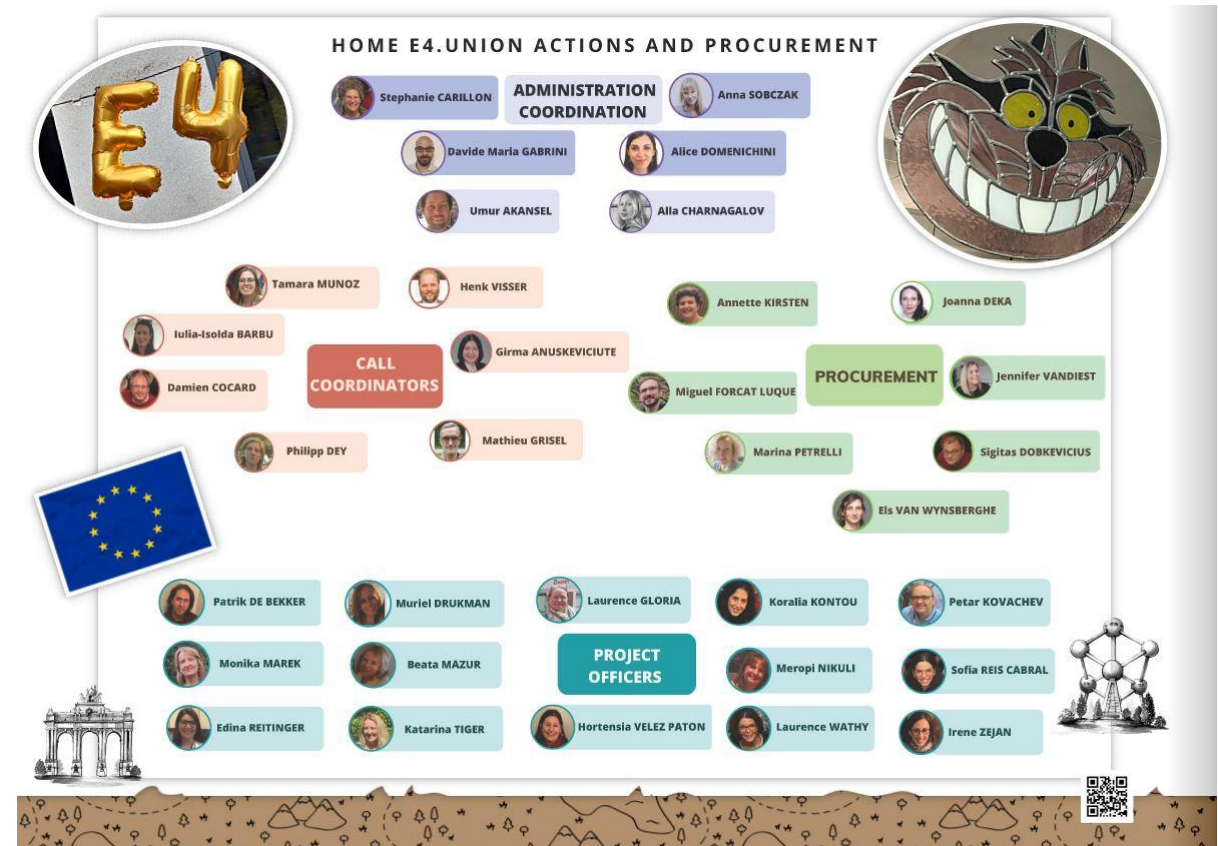 HOME E4.UNION ACTIONS AND PROCUREMENT
E4
Stephanie CARILLON
ADMINISTRATION
COORDINATION
Anna SOBCZAK
Davide Maria GABRINI
Alice DOMENICHINI
Umur AKANSEL
Alla CHARNAGALOV
Tamara MUNOZ
Henk VISSER
Iulia-Isolda BARBU
Girma ANUSKEVICIUTE
CALL
COORDINATORS
Damien COCARD
Philipp DEY
Mathieu GRISEL
Annette KIRSTEN
Joanna DEKA
PROCUREMENT
Jennifer VANDIEST
Miguel FORCAT LUQUE
Marina PETRELLI
Sigitas DOBKEVICIUS
Els VAN WYNSBERGHE
Patrik DE BEKKER
Muriel DRUKMAN
Laurence GLORIA
Koralia KONTOU
Petar KOVACHEV
Monika MAREK
Beata MAZUR
PROJECT
OFFICERS
Meropi NIKULI
Sofia REIS CABRAL
Edina REITINGER
Katarina TIGER
Hortensia VELEZ PATON
Laurence WATHY
Irene ZEJAN